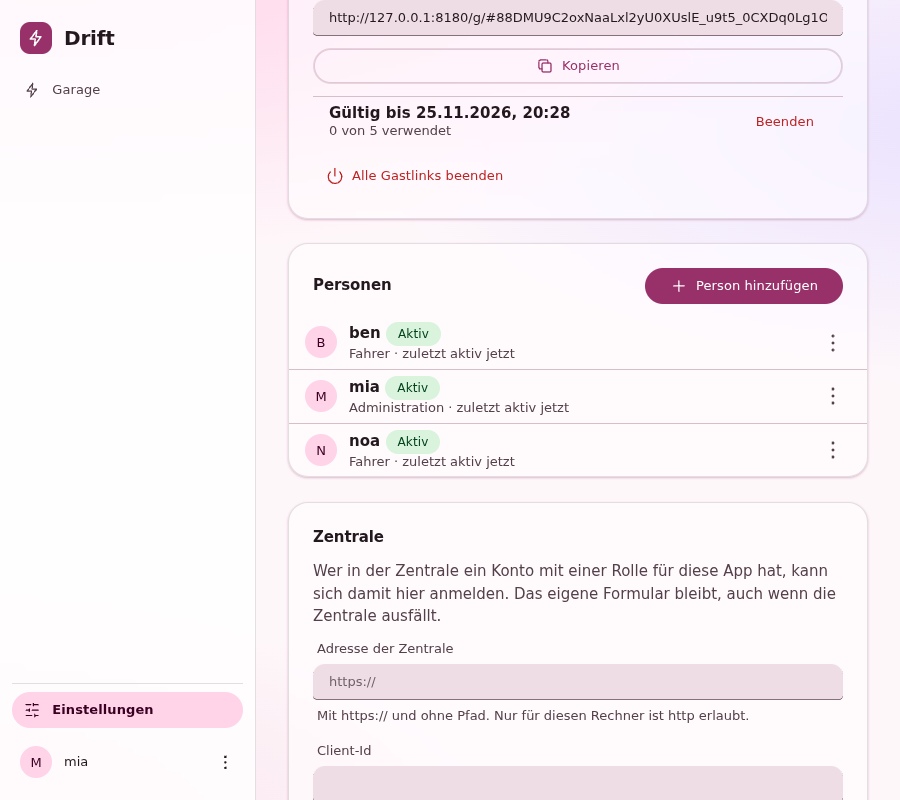 Drift
Garage
http://127.0.0.1:8180/g/#88DMU9C2oxNaaLxl2yU0XUslE_u9t5_0CXDq0Lg1O
Kopieren
Gültig bis 25.11.2026, 20:28
0 von 5 verwendet
Beenden
Alle Gastlinks beenden
Personen
Person hinzufügen
B
ben Aktiv
Fahrer · zuletzt aktiv jetzt
M
mia Aktiv
Administration · zuletzt aktiv jetzt
N
noa Aktiv
Fahrer · zuletzt aktiv jetzt
Zentrale
Wer in der Zentrale ein Konto mit einer Rolle für diese App hat, kann
sich damit hier anmelden. Das eigene Formular bleibt, auch wenn die
Zentrale ausfällt.
Adresse der Zentrale
https://
Mit https:// und ohne Pfad. Nur für diesen Rechner ist http erlaubt.
Client-Id
Einstellungen
M
mia